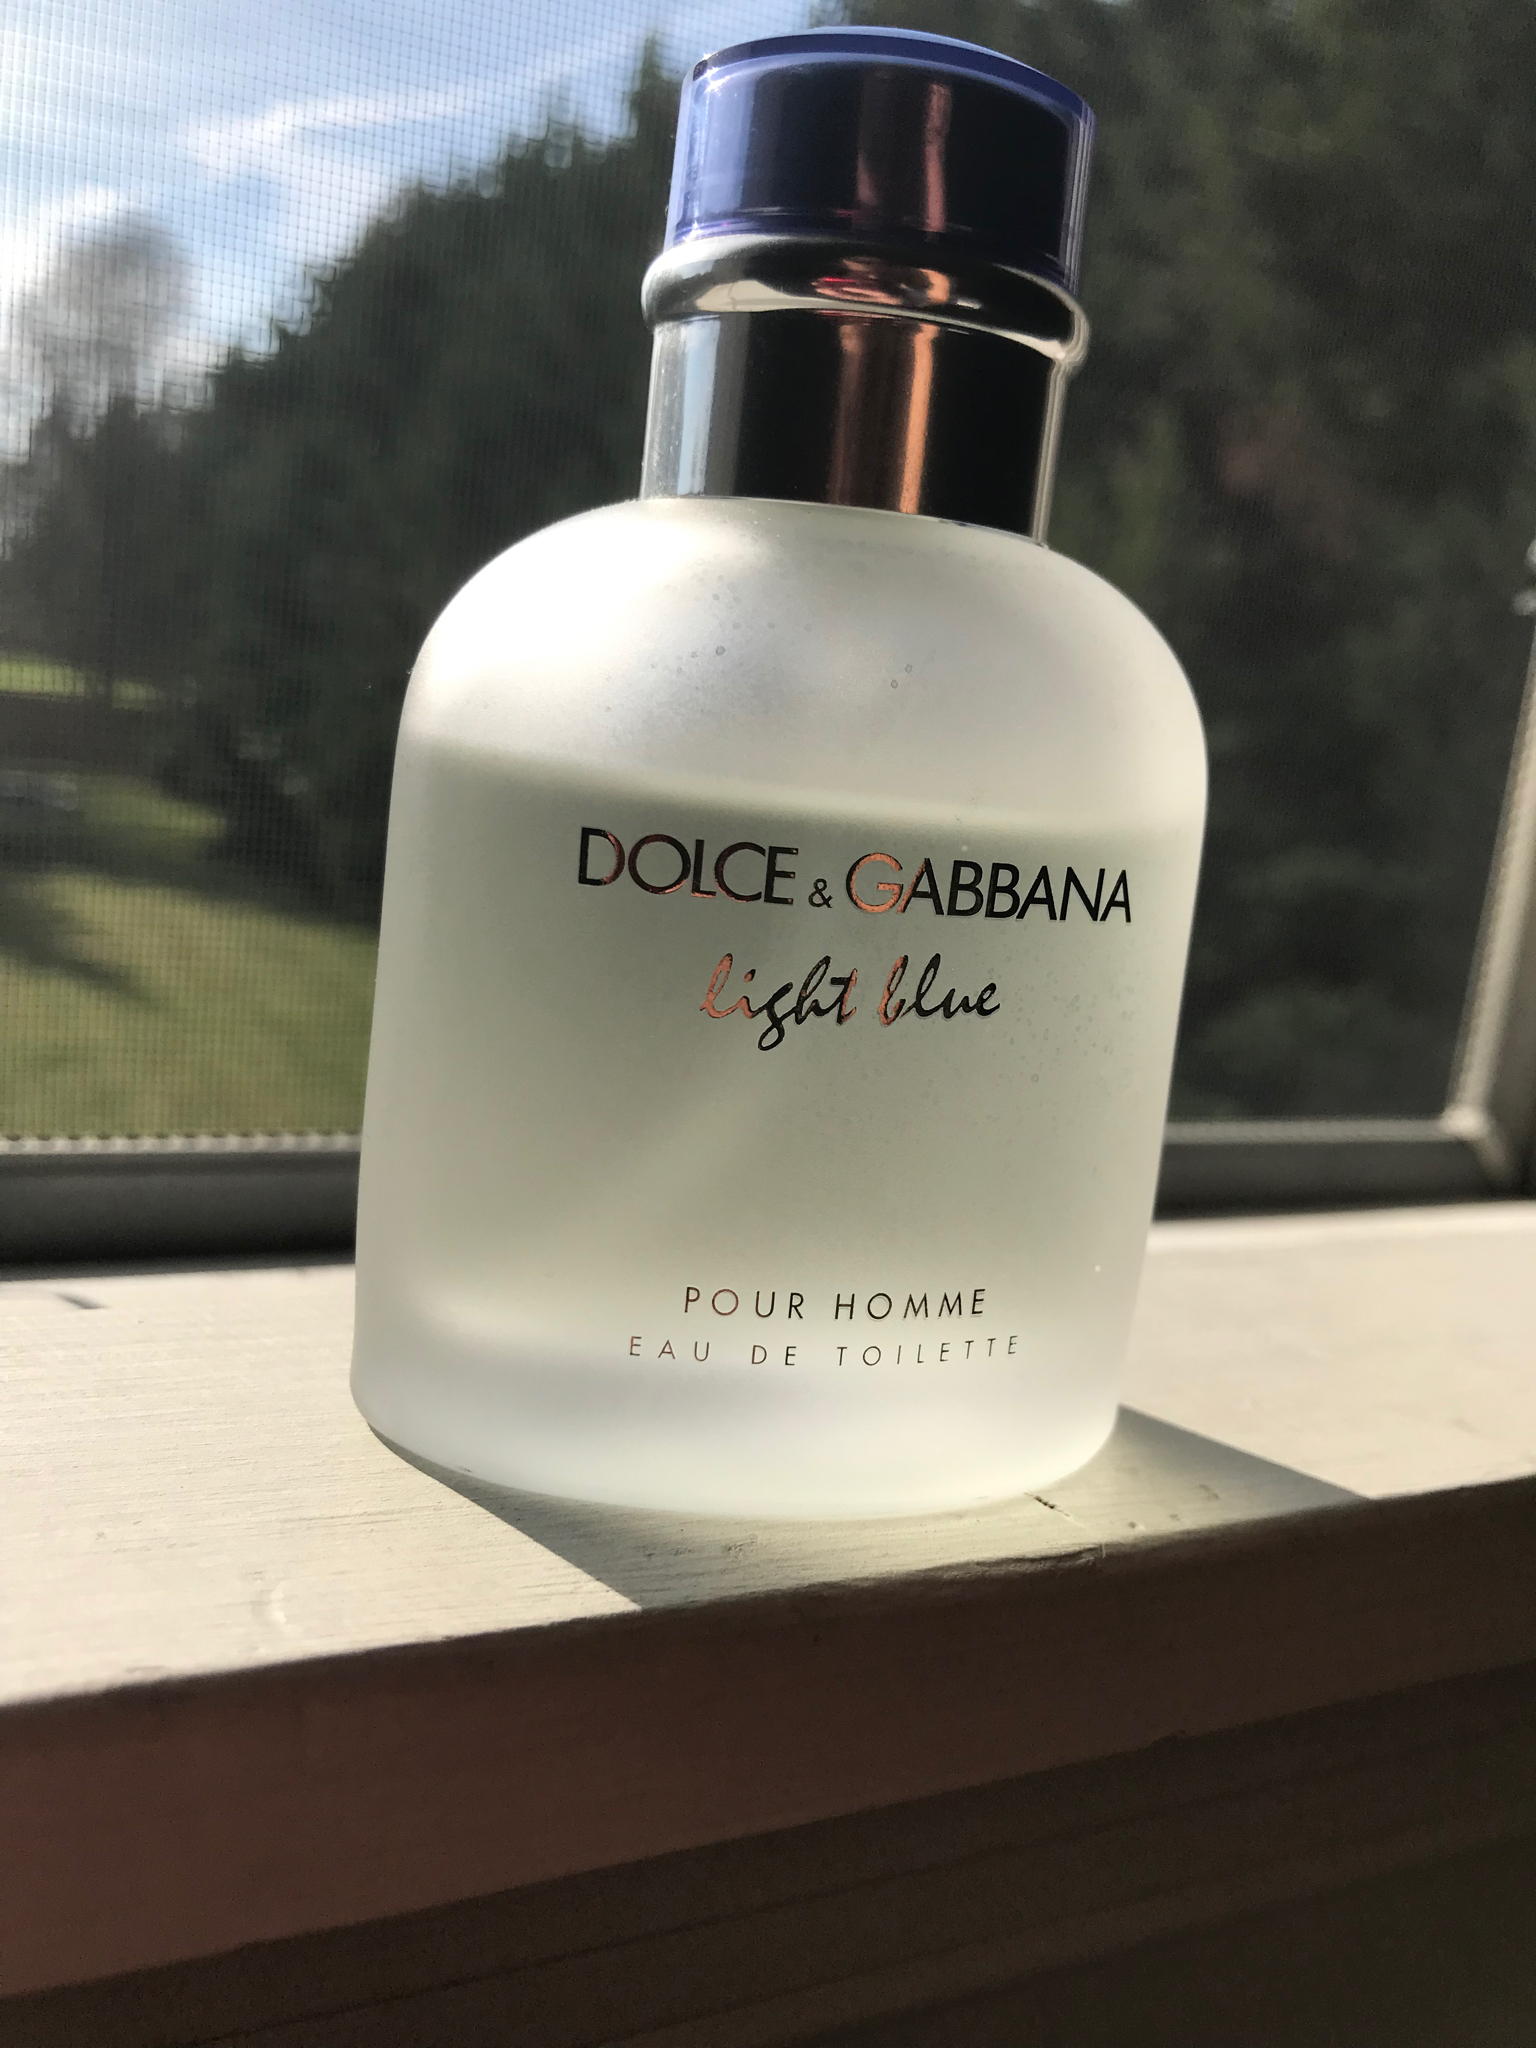 DOLCE & GABBANA
light blue
POUR HOMME
EAU DE TOILETTE